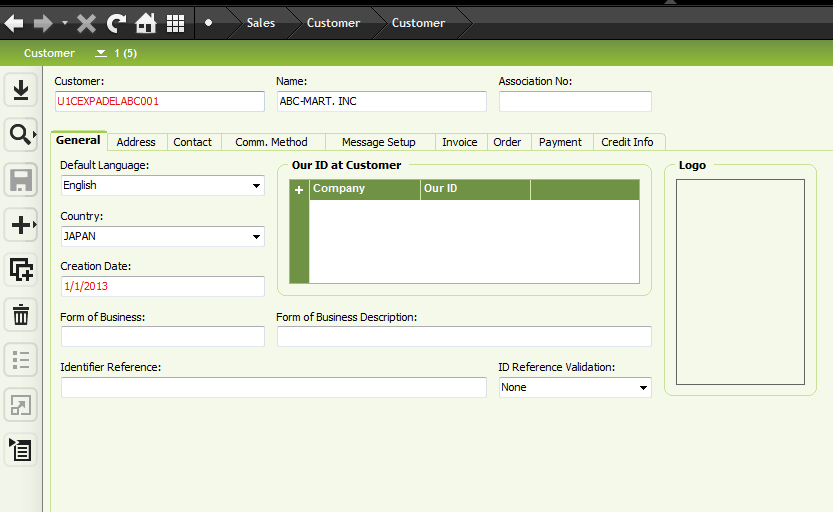 Sales Customer Customer
Customer 1 (5)
Customer: Name: Association No:
U1CEXPADELABC001 ABC-MART. INC
General Address Contact Comm. Method Message Setup Invoice Order Payment Credit Info
Default Language: Our ID at Customer Logo
English
+ Company Our ID
Country:
JAPAN
Creation Date:
1/1/2013
Form of Business: Form of Business Description:
Identifier Reference: ID Reference Validation:
None